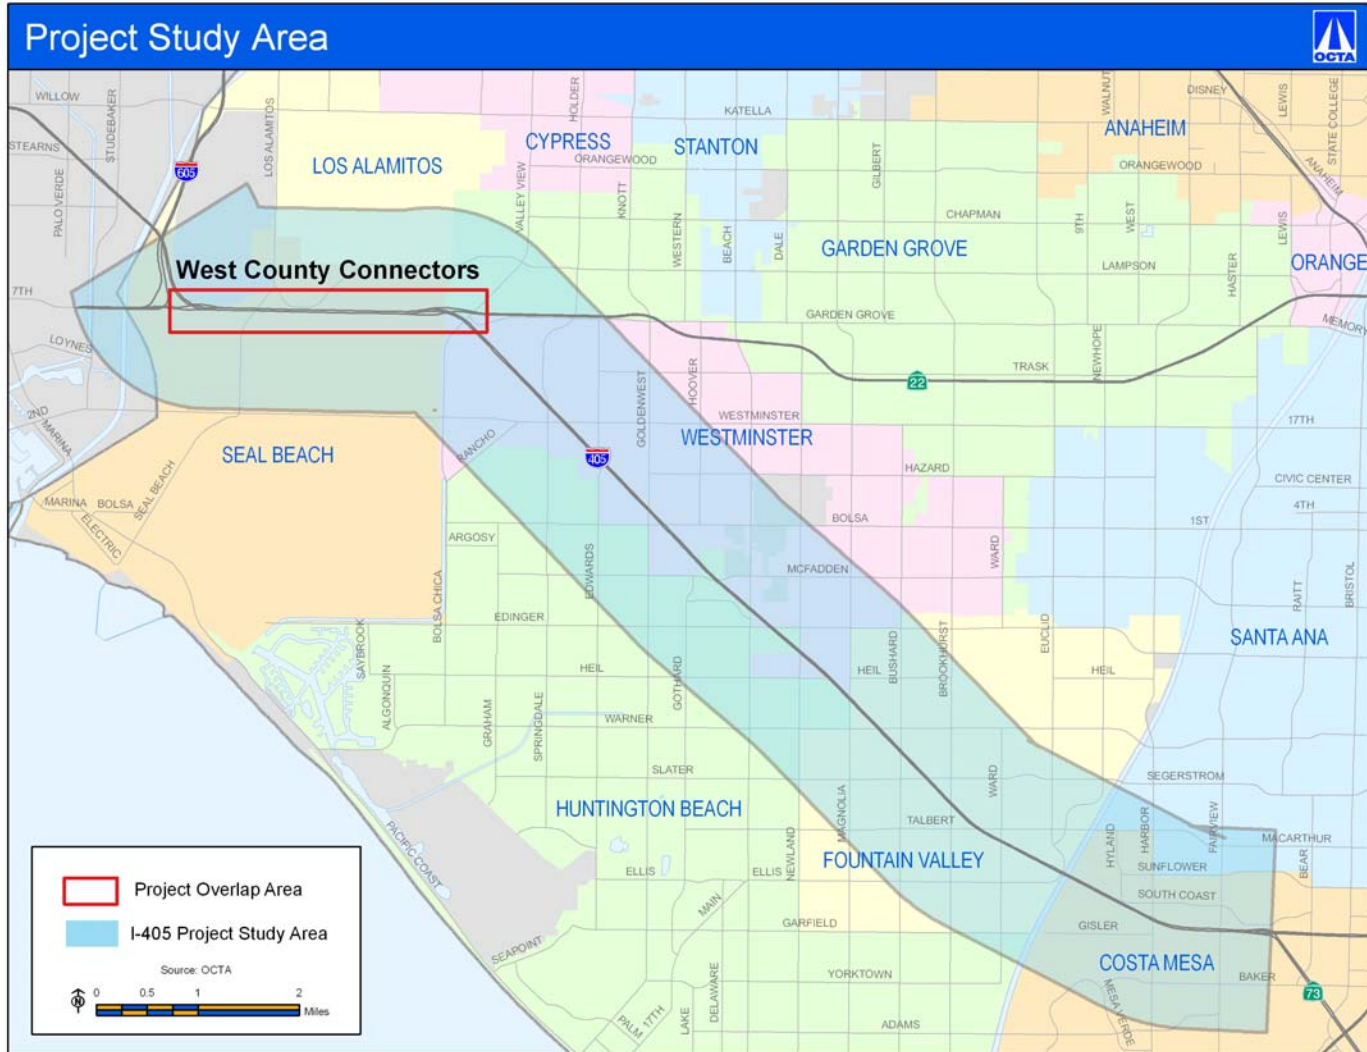 Project Study Area
OCTA
WILLOW
STUDEBAKER
LOS ALAMITOS
HOLDER
KATELLA
WALNUT
DISNEY
LEWIS
STATE COLLEGE
STEARNS
605
LOS ALAMITOS
CYPRESS
ORANGEWOOD
STANTON
GILBERT
ANAHEIM
ORANGEWOOD
ANAHEIM
PALO VERDE
VALLEY VIEW
KNOTT
WESTERN
BEACH
DALE
CHAPMAN
9TH
WEST
LEWIS
GARDEN GROVE
LAMPSON
HASTER
ORANGE
West County Connectors
7TH
GARDEN GROVE
MEMORY
LOYNES
HOOVER
NEWHOPE
TRASK
22
2ND
MARINA
GOLDENWEST
WESTMINSTER
17TH
SEAL BEACH
RANCHO
WESTMINSTER
405
HAZARD
CIVIC CENTER
MARINA
BOLSA
SEAL BEACH
4TH
ELECTRIC
BOLSA
1ST
ARGOSY
EDWARDS
MCFADDEN
WARD
RAITT
BRISTOL
BOLSA CHICA
EDINGER
SAYBROOK
EUCLID
SANTA ANA
ALGONQUIN
HEIL
GOTHARD
HEIL
BUSHARD
BROOKHURST
HEIL
GRAHAM
SPRINGDALE
WARNER
SLATER
WARD
SEGERSTROM
HUNTINGTON BEACH
MAGNOLIA
TALBERT
HYLAND
HARBOR
FAIRVIEW
MACARTHUR
PACIFIC COAST
NEWLAND
FOUNTAIN VALLEY
SUNFLOWER
BEAR
ELLIS
ELLIS
SOUTH COAST
MAIN
GARFIELD
GISLER
SEAPOINT
COSTA MESA
YORKTOWN
BAKER
DELAWARE
MESA VERDE
73
PALM
17TH
LAKE
ADAMS
Project Overlap Area
I-405 Project Study Area
Source: OCTA
N
0 0.5 1 2
Miles